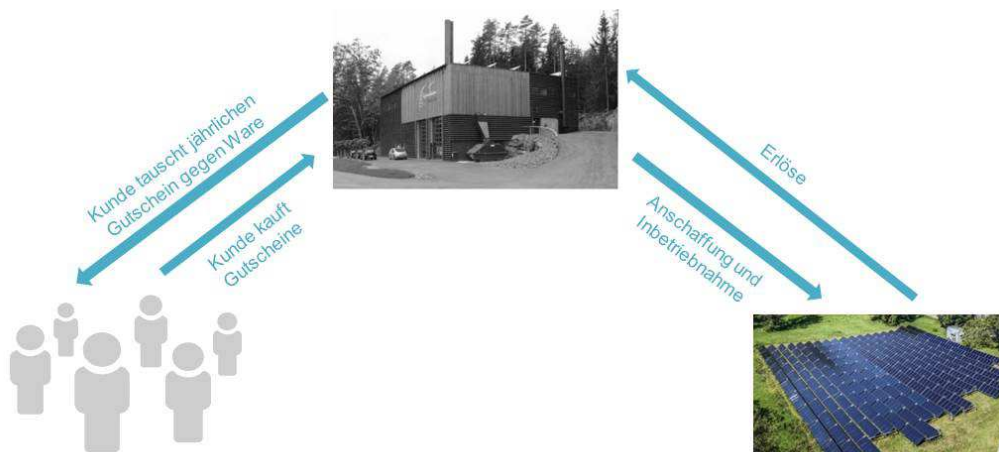 Kunde tauscht jährlichen
Gutschein gegen Ware
Kunde kauft
Gutscheine
Anschaffung und
Inbetriebnahme
Erlöse